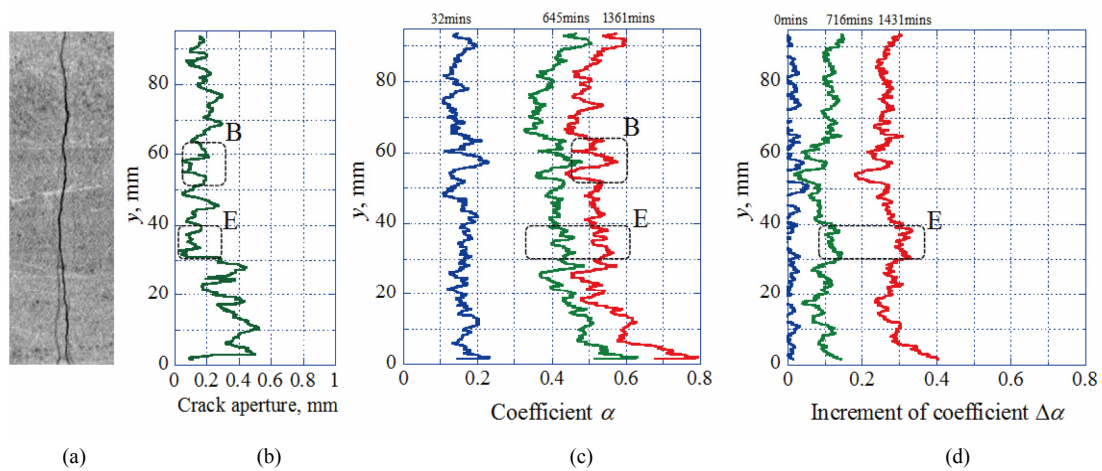 32mins 645mins 1361mins
0mins 716mins 1431mins
80
60
40
20
0
y, mm
B
E
0 0.2 0.4 0.6 0.8 1
Crack aperture, mm
80
60
40
20
0
y, mm
B
E
0 0.2 0.4 0.6 0.8
Coefficient α
80
60
40
20
0
y, mm
E
0 0.2 0.4 0.6 0.8
Increment of coefficient Δα
(a) (b) (c) (d)